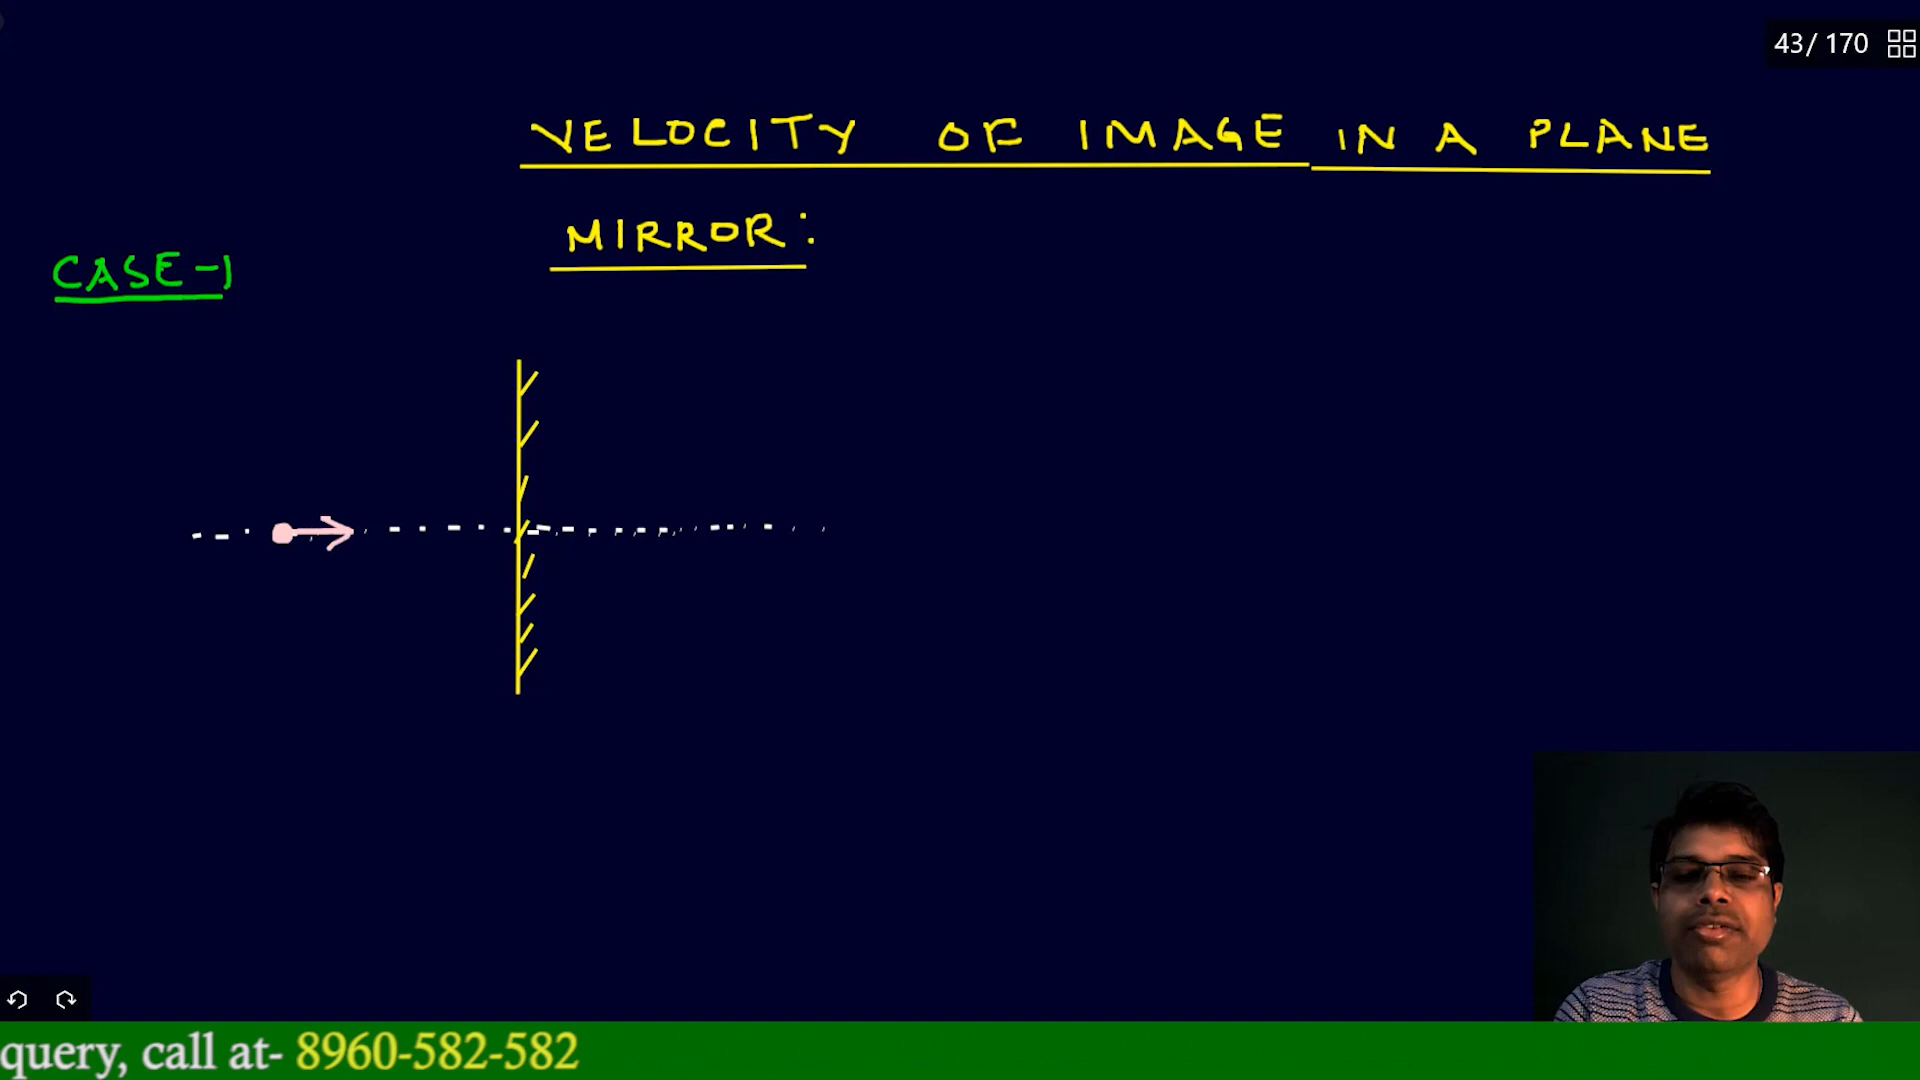 43/ 170
VELOCITY OF IMAGE IN A PLANE
MIRROR:
CASE-1
query, call at- 8960-582-582